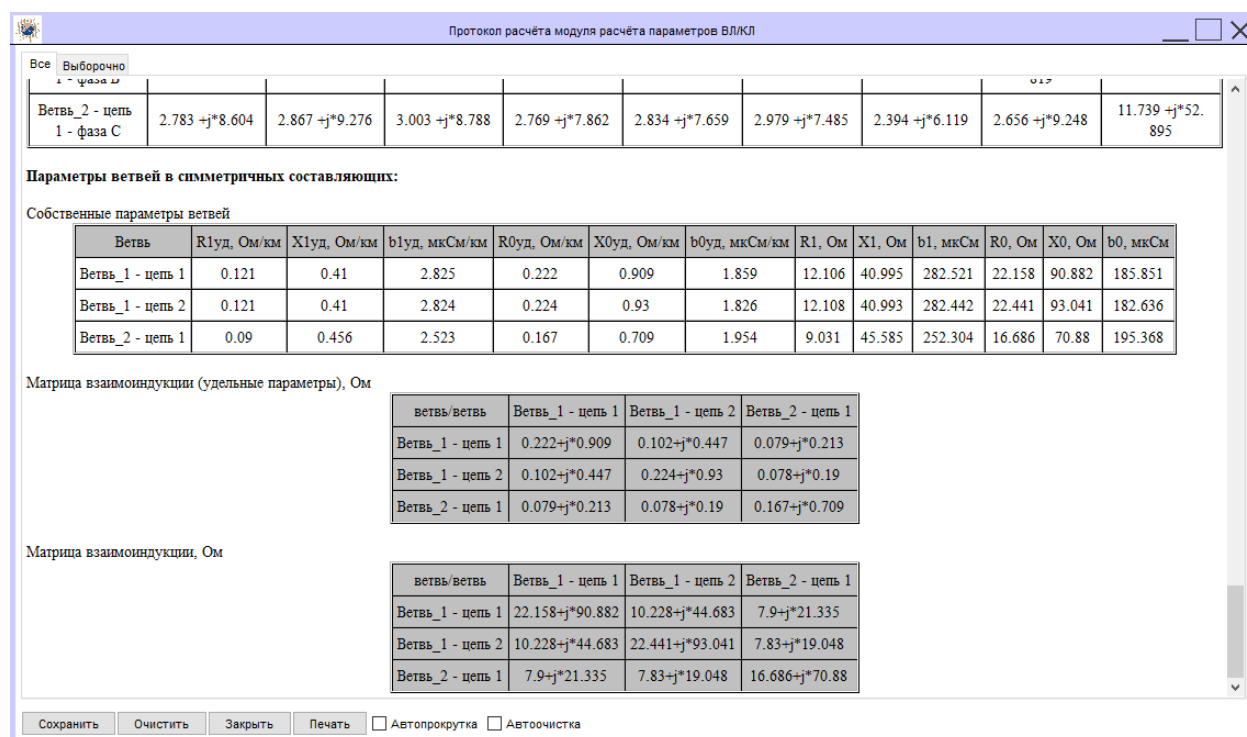 Протокол расчёта модуля расчёта параметров ВЛ/КЛ
Все Выборочно
1 - фаза B 819
Ветвь_2 - цепь 1 - фаза C 2.783 +j*8.604 2.867 +j*9.276 3.003 +j*8.788 2.769 +j*7.862 2.834 +j*7.659 2.979 +j*7.485 2.394 +j*6.119 2.656 +j*9.248 11.739 +j*52.895
Параметры ветвей в симметричных составляющих:
Собственные параметры ветвей
Ветвь R1уд, Ом/км X1уд, Ом/км b1уд, мкСм/км R0уд, Ом/км X0уд, Ом/км b0уд, мкСм/км R1, Ом X1, Ом b1, мкСм R0, Ом X0, Ом b0, мкСм
Ветвь_1 - цепь 1 0.121 0.41 2.825 0.222 0.909 1.859 12.106 40.995 282.521 22.158 90.882 185.851
Ветвь_1 - цепь 2 0.121 0.41 2.824 0.224 0.93 1.826 12.108 40.993 282.442 22.441 93.041 182.636
Ветвь_2 - цепь 1 0.09 0.456 2.523 0.167 0.709 1.954 9.031 45.585 252.304 16.686 70.88 195.368
Матрица взаимоиндукции (удельные параметры), Ом
ветвь/ветвь Ветвь_1 - цепь 1 Ветвь_1 - цепь 2 Ветвь_2 - цепь 1
Ветвь_1 - цепь 1 0.222+j*0.909 0.102+j*0.447 0.079+j*0.213
Ветвь_1 - цепь 2 0.102+j*0.447 0.224+j*0.93 0.078+j*0.19
Ветвь_2 - цепь 1 0.079+j*0.213 0.078+j*0.19 0.167+j*0.709
Матрица взаимоиндукции, Ом
ветвь/ветвь Ветвь_1 - цепь 1 Ветвь_1 - цепь 2 Ветвь_2 - цепь 1
Ветвь_1 - цепь 1 22.158+j*90.882 10.228+j*44.683 7.9+j*21.335
Ветвь_1 - цепь 2 10.228+j*44.683 22.441+j*93.041 7.83+j*19.048
Ветвь_2 - цепь 1 7.9+j*21.335 7.83+j*19.048 16.686+j*70.88
Сохранить Очистить Закрыть Печать Автопрокрутка Автоочистка